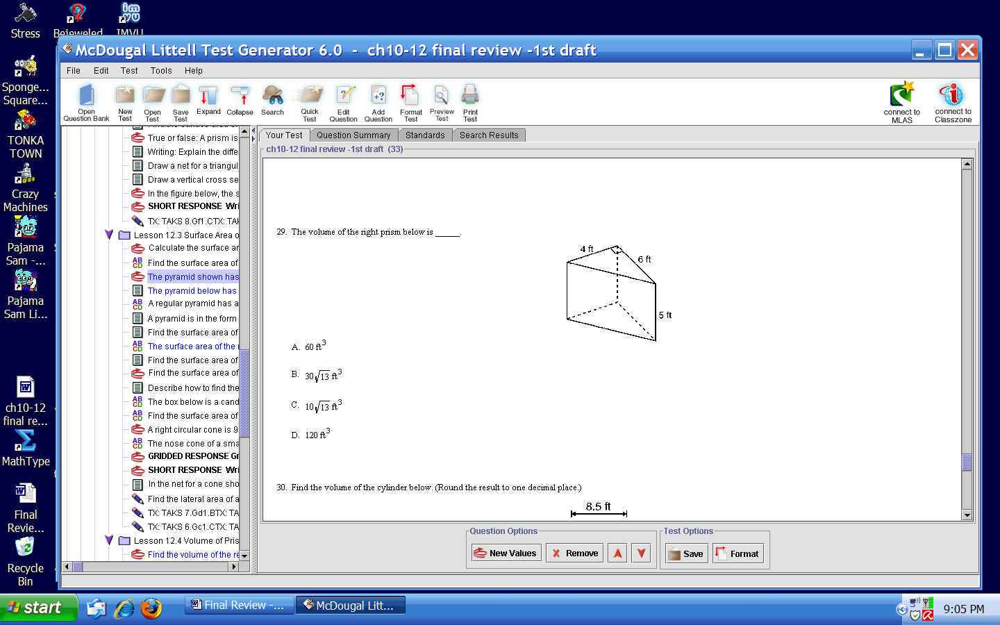 Stress
Bejeweled
IMVU
Sponge...
Square...
TONKA
TOWN
Crazy
Machines
Pajama
Sam -...
Pajama
Sam Li...
ch10-12
final re...
MathType
Final
Revie...
Recycle
Bin
McDougal Littell Test Generator 6.0 - ch10-12 final review -1st draft
File Edit Test Tools Help
Open
Question Bank
New
Test
Open
Test
Save
Test
Expand
Collapse
Search
Quick
Test
Edit
Question
Add
Question
Format
Test
Preview
Test
Print
Test
connect to
MLAS
connect to
Classzone
True or false: A prism is
Writing: Explain the diffe
Draw a net for a triangul
Draw a vertical cross se
In the figure below, the s
SHORT RESPONSE Wri
TX: TAKS 8.Gf1.CTX: TAK
Lesson 12.3 Surface Area o
Calculate the surface ar
Find the surface area of
The pyramid shown has
The pyramid below has
A regular pyramid has a
A pyramid is in the form
Find the surface area of
The surface area of the r
Find the surface area of
Find the surface area of
Describe how to find the
The box below is a cand
Find the surface area of
A right circular cone is 9
The nose cone of a sma
GRIDDED RESPONSE Gr
SHORT RESPONSE Wri
In the net for a cone sho
Find the lateral area of a
TX: TAKS 7.Gd1.BTX: TA
TX: TAKS 6.Gc1.CTX: TA
Lesson 12.4 Volume of Pris
Find the volume of the re
Your Test Question Summary Standards Search Results
ch10-12 final review -1st draft (33)
29. The volume of the right prism below is _____.
4 ft
6 ft
5 ft
A. 60 ft³
B. 30√13 ft³
C. 10√13 ft³
D. 120 ft³
30. Find the volume of the cylinder below. (Round the result to one decimal place.)
8.5 ft
Question Options
New Values Remove
Test Options
Save Format
start
Final Review -...
McDougal Litt...
9:05 PM